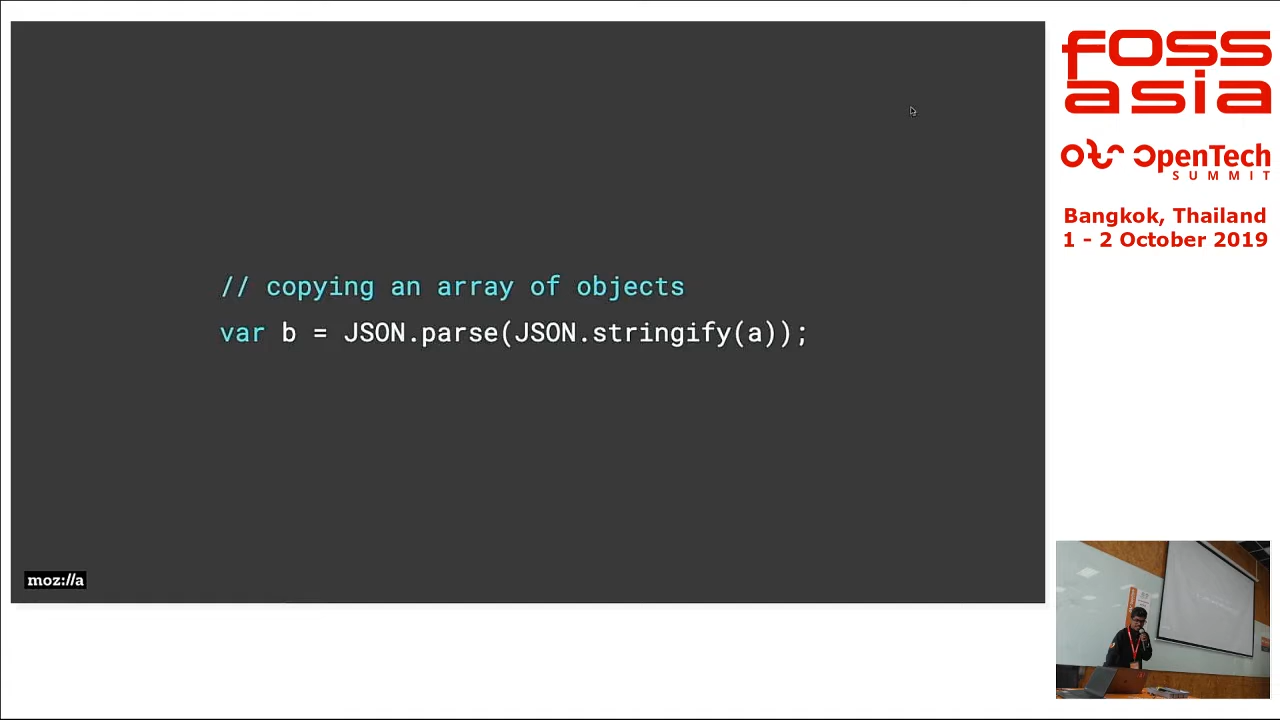 // copying an array of objects
var b = JSON.parse(JSON.stringify(a));
moz://a
foss
asia
OpenTech
SUMMIT
Bangkok, Thailand
1 - 2 October 2019